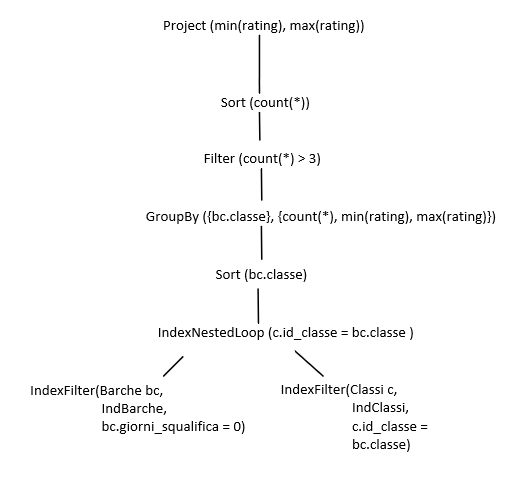 Project (min(rating), max(rating))
Sort (count(*))
Filter (count(*) > 3)
GroupBy ({bc.classe}, {count(*), min(rating), max(rating)})
Sort (bc.classe)
IndexNestedLoop (c.id_classe = bc.classe )
IndexFilter(Barche bc,
IndBarche,
bc.giorni_squalifica = 0)
IndexFilter(Classi c,
IndClassi,
c.id_classe =
bc.classe)